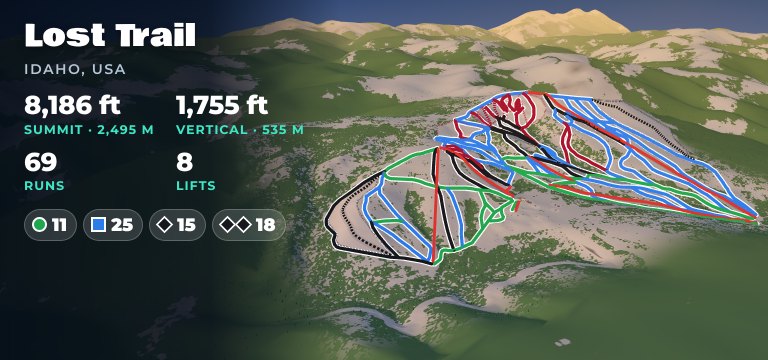 Lost Trail
IDAHO, USA
8,186 ft 1,755 ft
SUMMIT · 2,495 M VERTICAL · 535 M
69 8
RUNS LIFTS
11 25 15 18